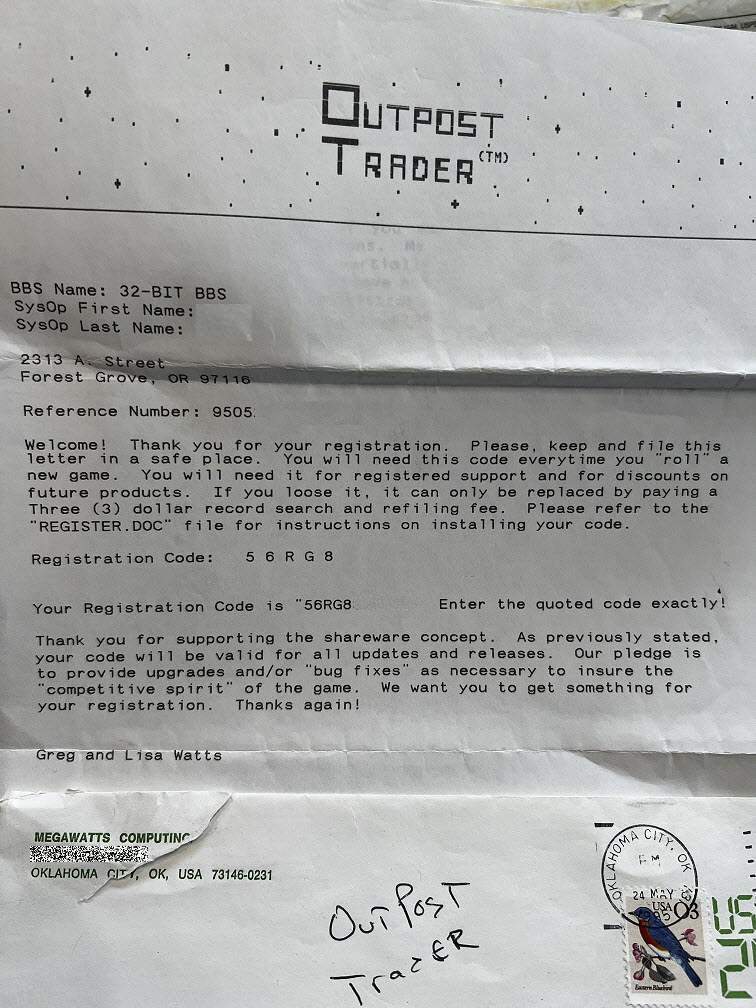 OUTPOST
TRADER (TM)
BBS Name: 32-BIT BBS
SysOp First Name:
SysOp Last Name:
2313 A. Street
Forest Grove, OR 97116
Reference Number: 9505
Welcome! Thank you for your registration. Please, keep and file this
letter in a safe place. You will need this code everytime you "roll" a
new game. You will need it for registered support and for discounts on
future products. If you loose it, it can only be replaced by paying a
Three (3) dollar record search and refiling fee. Please refer to the
"REGISTER.DOC" file for instructions on installing your code.
Registration Code: 5 6 R G 8
Your Registration Code is "56RG8 Enter the quoted code exactly!
Thank you for supporting the shareware concept. As previously stated,
your code will be valid for all updates and releases. Our pledge is
to provide upgrades and/or "bug fixes" as necessary to insure the
"competitive spirit" of the game. We want you to get something for
your registration. Thanks again!
Greg and Lisa Watts
MEGAWATTS COMPUTING
OKLAHOMA CITY, OK, USA 73146-0231
OKLAHOMA CITY, OK
PM
24 MAY
USA 03
Eastern Bluebird
US
OUTPOST
TraDER